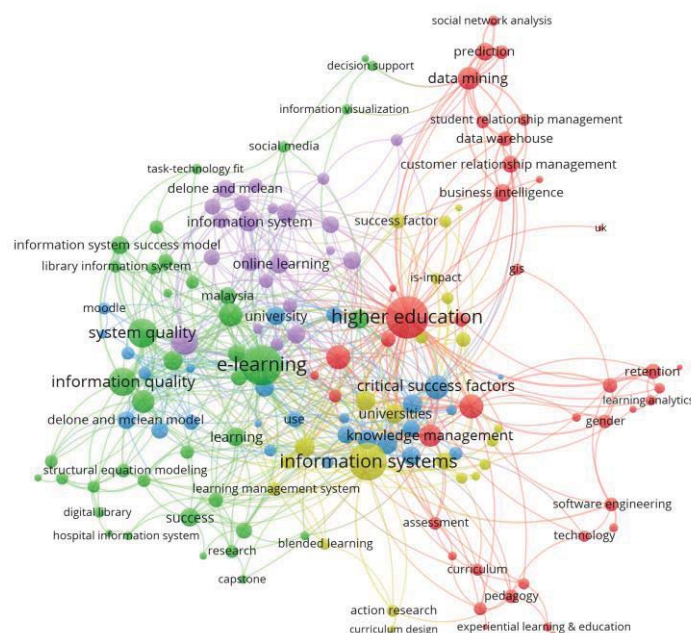 social network analysis
prediction
data mining
decision support
information visualization
student relationship management
data warehouse
social media
customer relationship management
task-technology fit
delone and mclean
business intelligence
information system
success factor
uk
information system success model
online learning
library information system
is-impact
gis
malaysia
moodle
university
higher education
system quality
e-learning
retention
information quality
critical success factors
learning analytics
universities
gender
delone and mclean model
use
learning
knowledge management
information systems
structural equation modeling
learning management system
software engineering
digital library
success
assessment
hospital information system
technology
research
blended learning
capstone
curriculum
pedagogy
action research
experiential learning & education
curriculum design